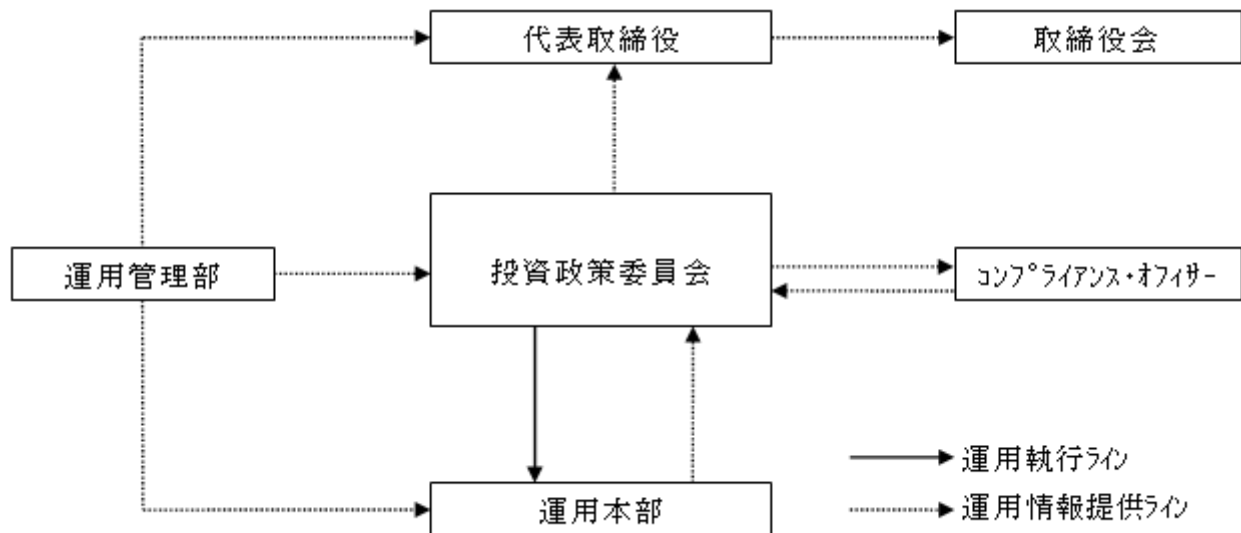 代表取締役
取締役会
運用管理部
投資政策委員会
コンプライアンス・オフィサー
運用執行ライン
運用本部
運用情報提供ライン